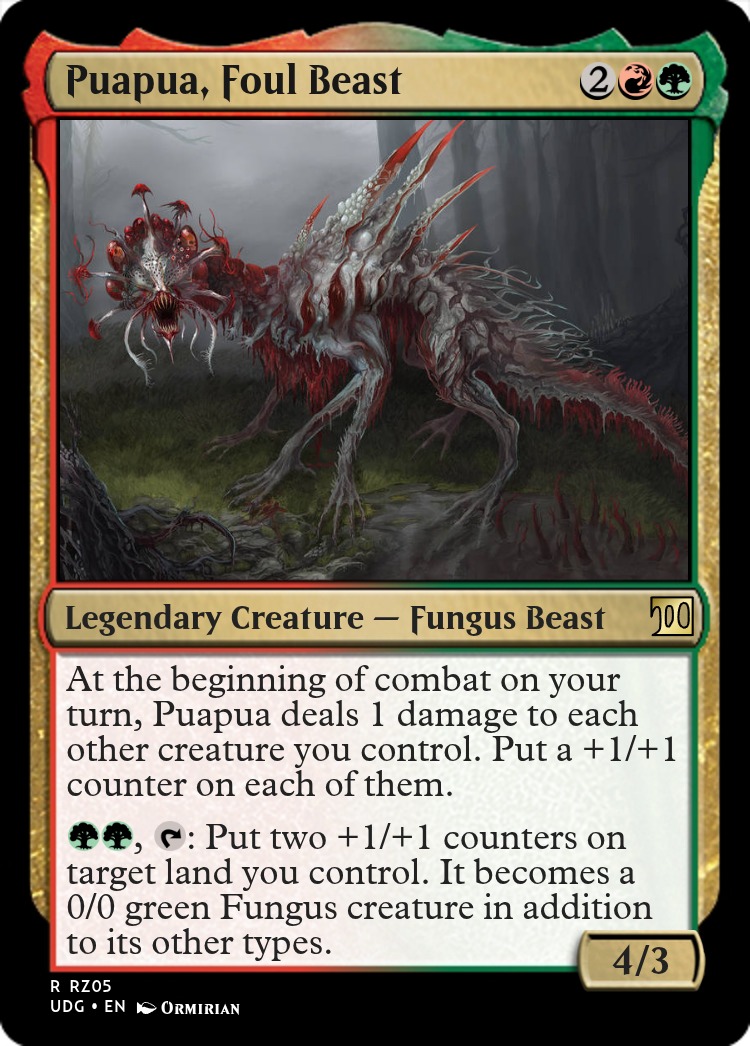 Puapua, Foul Beast 2
Legendary Creature — Fungus Beast
At the beginning of combat on your
turn, Puapua deals 1 damage to each
other creature you control. Put a +1/+1
counter on each of them.
, : Put two +1/+1 counters on
target land you control. It becomes a
0/0 green Fungus creature in addition
to its other types.
4/3
R RZ05
UDG • EN Ormirian